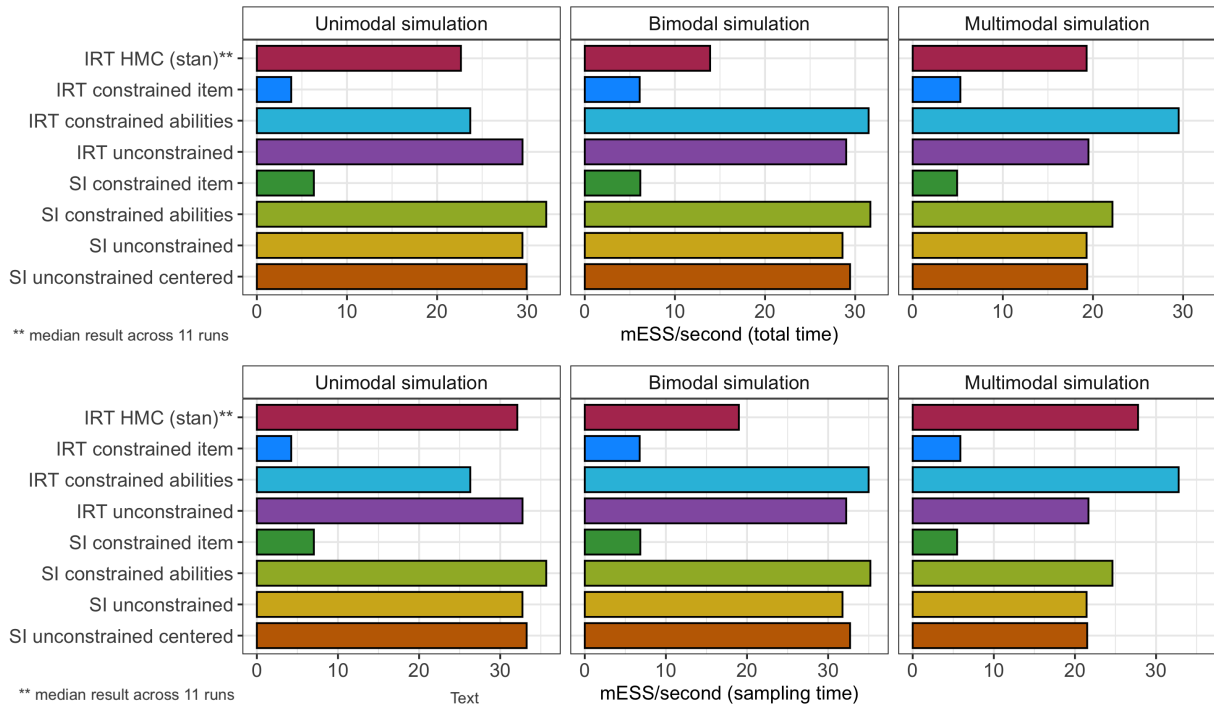 Unimodal simulation Bimodal simulation Multimodal simulation
IRT HMC (stan)**
IRT constrained item
IRT constrained abilities
IRT unconstrained
SI constrained item
SI constrained abilities
SI unconstrained
SI unconstrained centered
0 10 20 30 0 10 20 30 0 10 20 30
** median result across 11 runs
mESS/second (total time)
Unimodal simulation Bimodal simulation Multimodal simulation
IRT HMC (stan)**
IRT constrained item
IRT constrained abilities
IRT unconstrained
SI constrained item
SI constrained abilities
SI unconstrained
SI unconstrained centered
0 10 20 30 0 10 20 30 0 10 20 30
** median result across 11 runs
Text
mESS/second (sampling time)